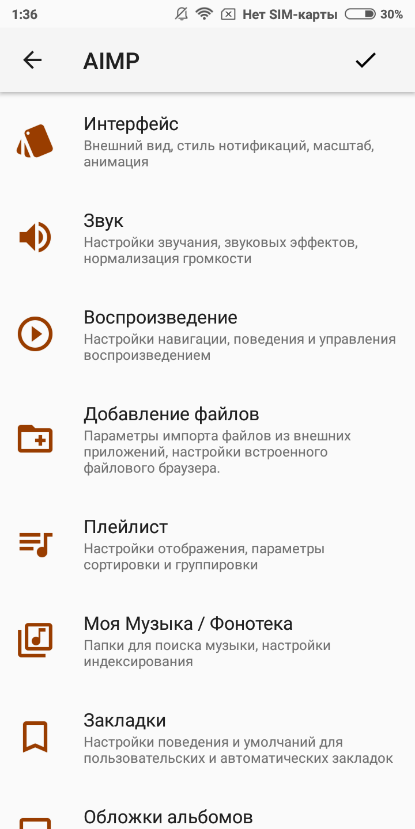 1:36 Нет SIM-карты 30%
AIMP
Интерфейс
Внешний вид, стиль нотификаций, масштаб,
анимация
Звук
Настройки звучания, звуковых эффектов,
нормализация громкости
Воспроизведение
Настройки навигации, поведения и управления
воспроизведением
Добавление файлов
Параметры импорта файлов из внешних
приложений, настройки встроенного
файлового браузера.
Плейлист
Настройки отображения, параметры
сортировки и группировки
Моя Музыка / Фонотека
Папки для поиска музыки, настройки
индексирования
Закладки
Настройки поведения и умолчаний для
пользовательских и автоматических закладок
Обложки альбомов